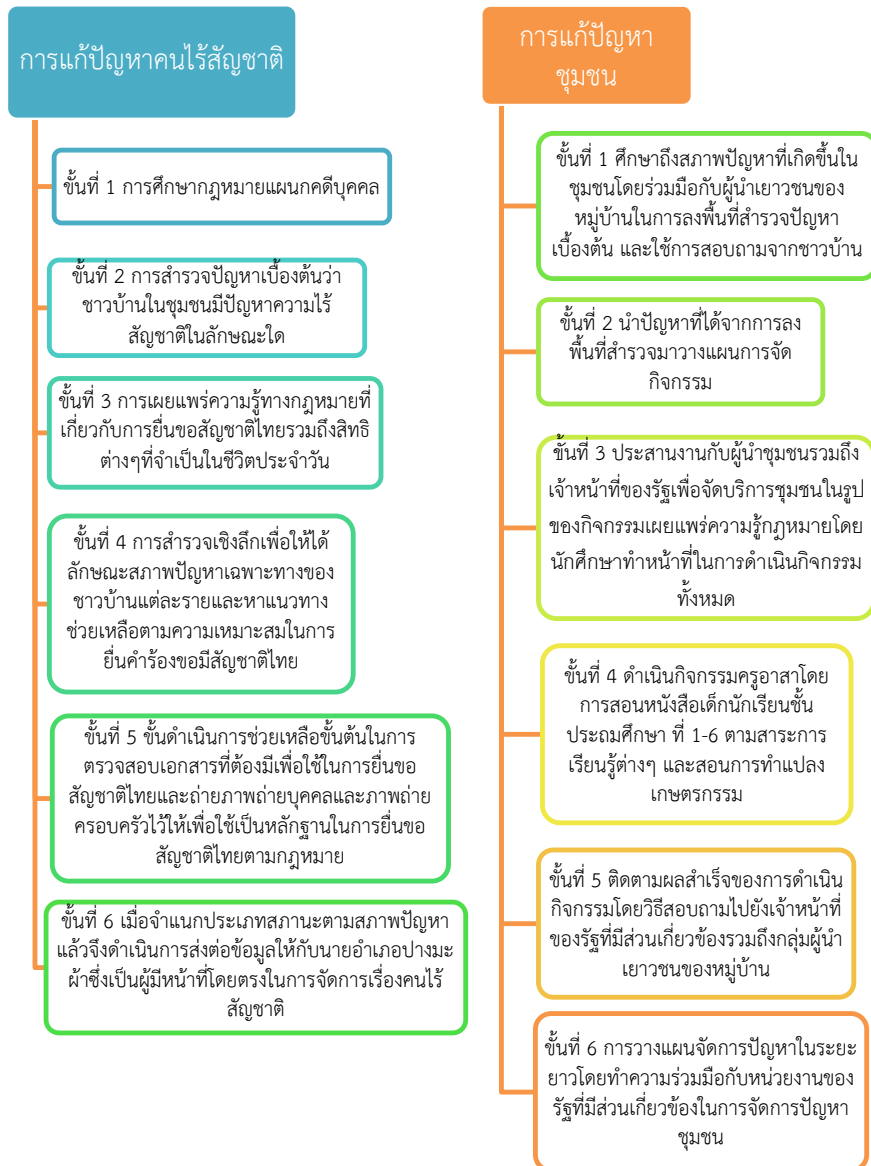 การแก้ปัญหาคนไร้สัญชาติ
ขั้นที่ 1 การศึกษากฎหมายแผนกคดีบุคคล
ขั้นที่ 2 การสำรวจปัญหาเบื้องต้นว่า
ชาวบ้านในชุมชนมีปัญหาความไร้
สัญชาติในลักษณะใด
ขั้นที่ 3 การเผยแพร่ความรู้ทางกฎหมายที่
เกี่ยวกับการยื่นขอสัญชาติไทยรวมถึงสิทธิ
ต่างๆที่จำเป็นในชีวิตประจำวัน
ขั้นที่ 4 การสำรวจเชิงลึกเพื่อให้ได้
ลักษณะสภาพปัญหาเฉพาะทางของ
ชาวบ้านแต่ละรายและหาแนวทาง
ช่วยเหลือตามความเหมาะสมในการ
ยื่นคำร้องขอมีสัญชาติไทย
ขั้นที่ 5 ขั้นดำเนินการช่วยเหลือขั้นต้นในการ
ตรวจสอบเอกสารที่ต้องมีเพื่อใช้ในการยื่นขอ
สัญชาติไทยและถ่ายภาพถ่ายบุคคลและภาพถ่าย
ครอบครัวไว้ให้เพื่อใช้เป็นหลักฐานในการยื่นขอ
สัญชาติไทยตามกฎหมาย
ขั้นที่ 6 เมื่อจำแนกประเภทสภานะตามสภาพปัญหา
แล้วจึงดำเนินการส่งต่อข้อมูลให้กับนายอำเภอปางมะ
ผ้าซึ่งเป็นผู้มีหน้าที่โดยตรงในการจัดการเรื่องคนไร้
สัญชาติ
การแก้ปัญหา
ชุมชน
ขั้นที่ 1 ศึกษาถึงสภาพปัญหาที่เกิดขึ้นใน
ชุมชนโดยร่วมมือกับผู้นำเยาวชนของ
หมู่บ้านในการลงพื้นที่สำรวจปัญหา
เบื้องต้น และใช้การสอบถามจากชาวบ้าน
ขั้นที่ 2 นำปัญหาที่ได้จากการลง
พื้นที่สำรวจมาวางแผนการจัด
กิจกรรม
ขั้นที่ 3 ประสานงานกับผู้นำชุมชนรวมถึง
เจ้าหน้าที่ของรัฐเพื่อจัดบริการชุมชนในรูป
ของกิจกรรมเผยแพร่ความรู้กฎหมายโดย
นักศึกษาทำหน้าที่ในการดำเนินกิจกรรม
ทั้งหมด
ขั้นที่ 4 ดำเนินกิจกรรมครูอาสาโดย
การสอนหนังสือเด็กนักเรียนชั้น
ประถมศึกษา ที่ 1-6 ตามสาระการ
เรียนรู้ต่างๆ และสอนการทำแปลง
เกษตรกรรม
ขั้นที่ 5 ติดตามผลสำเร็จของการดำเนิน
กิจกรรมโดยวิธีสอบถามไปยังเจ้าหน้าที่
ของรัฐที่มีส่วนเกี่ยวข้องรวมถึงกลุ่มผู้นำ
เยาวชนของหมู่บ้าน
ขั้นที่ 6 การวางแผนจัดการปัญหาในระยะ
ยาวโดยทำความร่วมมือกับหน่วยงานของ
รัฐที่มีส่วนเกี่ยวข้องในการจัดการปัญหา
ชุมชน